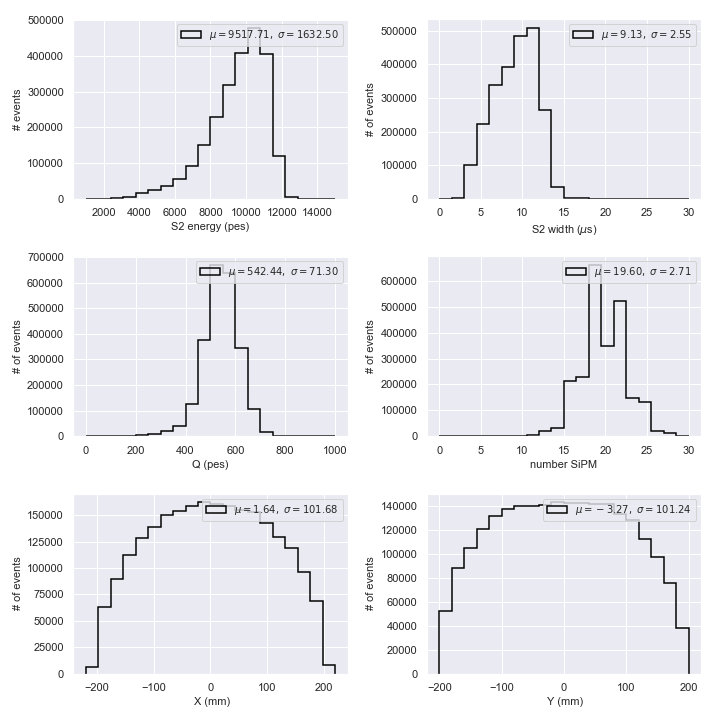 500000
400000
300000
200000
100000
0
# events
μ = 9517.71, σ = 1632.50
2000 4000 6000 8000 10000 12000 14000
S2 energy (pes)
500000
400000
300000
200000
100000
0
# of events
μ = 9.13, σ = 2.55
0 5 10 15 20 25 30
S2 width (μs)
700000
600000
500000
400000
300000
200000
100000
0
# of events
μ = 542.44, σ = 71.30
0 200 400 600 800 1000
Q (pes)
600000
500000
400000
300000
200000
100000
0
# of events
μ = 19.60, σ = 2.71
0 5 10 15 20 25 30
number SiPM
150000
125000
100000
75000
50000
25000
0
# of events
μ = 1.64, σ = 101.68
−200 −100 0 100 200
X (mm)
140000
120000
100000
80000
60000
40000
20000
0
# of events
μ = −3.27, σ = 101.24
−200 −100 0 100 200
Y (mm)